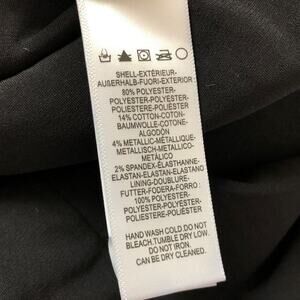 SHELL-EXTÉRIEUR-
AUßERHALB-FUORI-EXTERIOR:
80% POLYESTER-
POLYESTER-POLYESTER-
POLIESTERE-POLIÉSTER
14% COTTON-COTON-
BAUMWOLLE-COTONE-
ALGODÓN
4% METALLIC-MÉTALLIQUE-
METALLISCH-METALLICO-
METÁLICO
2% SPANDEX-ÉLASTHANNE-
ELASTAN-ELASTAN-ELASTANO
LINING-DOUBLURE-
FUTTER-FODERA-FORRO :
100% POLYESTER-
POLYESTER-POLYESTER-
POLIESTERE-POLIÉSTER
HAND WASH COLD.DO NOT
BLEACH.TUMBLE DRY LOW.
DO NOT IRON.
CAN BE DRY CLEANED.